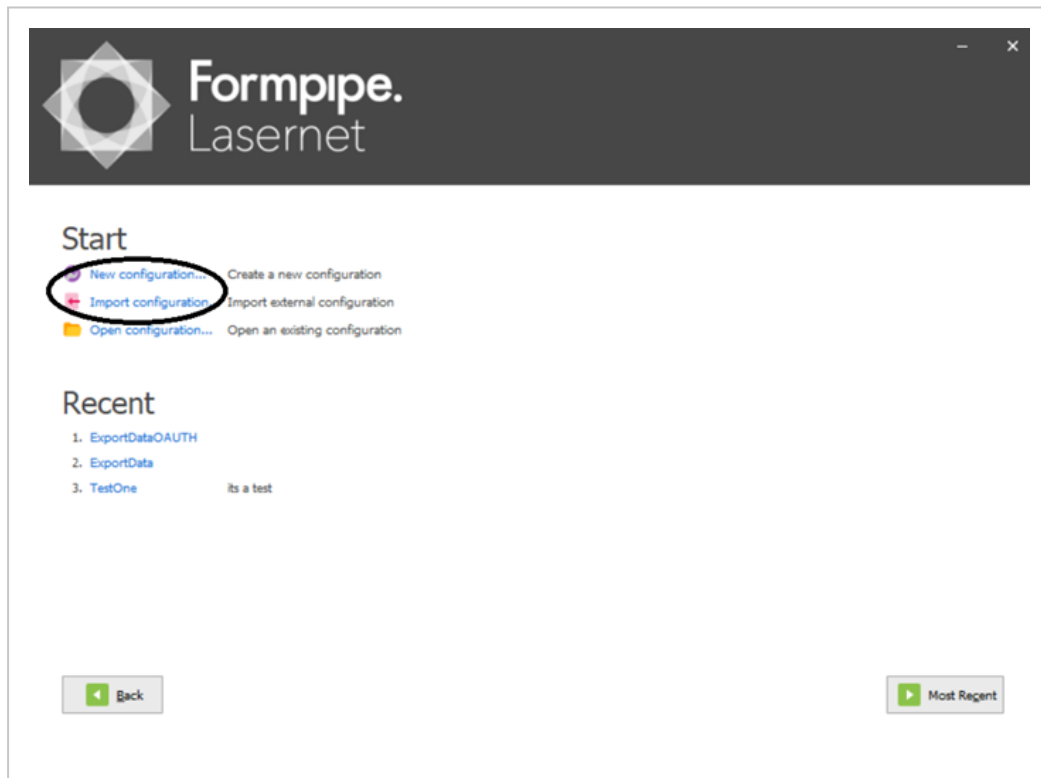 Formpipe.
Lasernet
Start
New configuration... Create a new configuration
Import configuration Import external configuration
Open configuration... Open an existing configuration
Recent
1. ExportDataOAUTH
2. ExportData
3. TestOne its a test
Back Most Recent